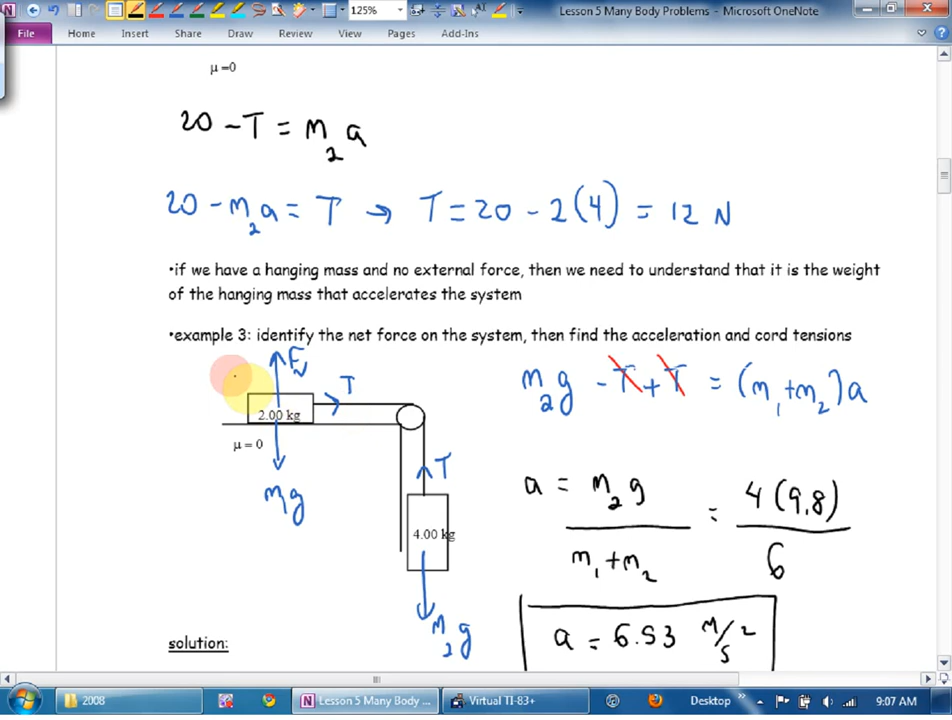 Lesson 5 Many Body Problems - Microsoft OneNote
125%
File Home Insert Share Draw Review View Pages Add-Ins
μ =0
20 - T = m₂a
20 - m₂a = T → T = 20 - 2(4) = 12 N
•if we have a hanging mass and no external force, then we need to understand that it is the weight
of the hanging mass that accelerates the system
•example 3: identify the net force on the system, then find the acceleration and cord tensions
F_N
T
2.00 kg
μ = 0
m₁g
T
4.00 kg
m₂g
m₂g - T + T = (m₁+m₂)a
a = m₂g / m₁+m₂ = 4(9.8) / 6
a = 6.53 m/s²
solution:
2008 Lesson 5 Many Body ... Virtual TI-83+ Desktop 9:07 AM